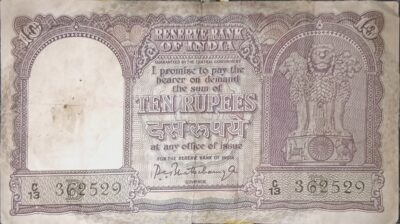 RESERVE BANK
OF INDIA
GUARANTEED BY THE CENTRAL GOVERNMENT
I promise to pay the
bearer on demand
the sum of
TEN RUPEES
दस रूपये
at any office of issue
FOR THE RESERVE BANK OF INDIA
GOVERNOR
C/13 362529
C/13 362529